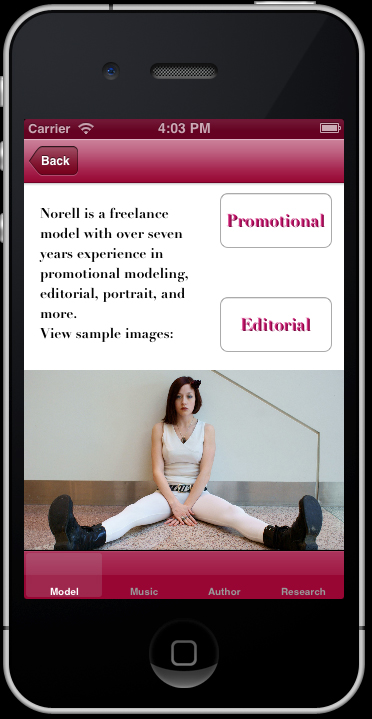 Carrier 4:03 PM
Back
Norell is a freelance
model with over seven
years experience in
promotional modeling,
editorial, portrait, and
more.
View sample images:
Promotional
Editorial
Model Music Author Research